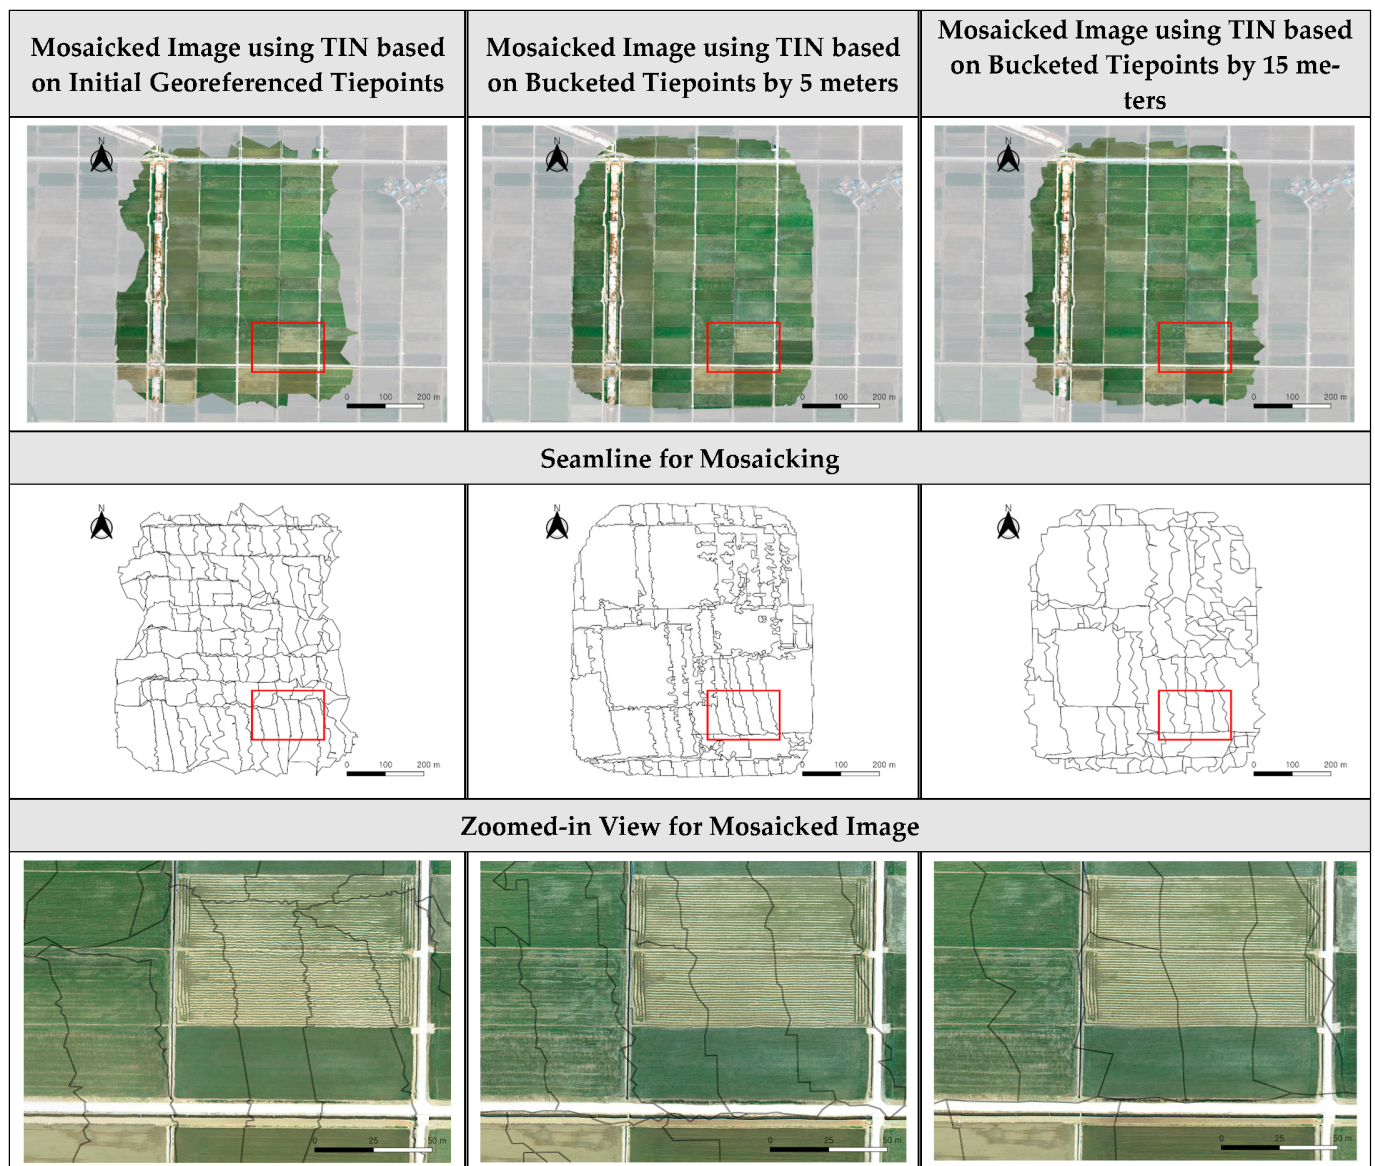 Mosaicked Image using TIN based
on Initial Georeferenced Tiepoints
Mosaicked Image using TIN based
on Bucketed Tiepoints by 5 meters
Mosaicked Image using TIN based
on Bucketed Tiepoints by 15 me-
ters
N
0 100 200 m
N
0 100 200 m
N
0 100 200 m
Seamline for Mosaicking
N
0 100 200 m
N
0 100 200 m
N
0 100 200 m
Zoomed-in View for Mosaicked Image
0 25 50 m
0 25 50 m
0 25 50 m